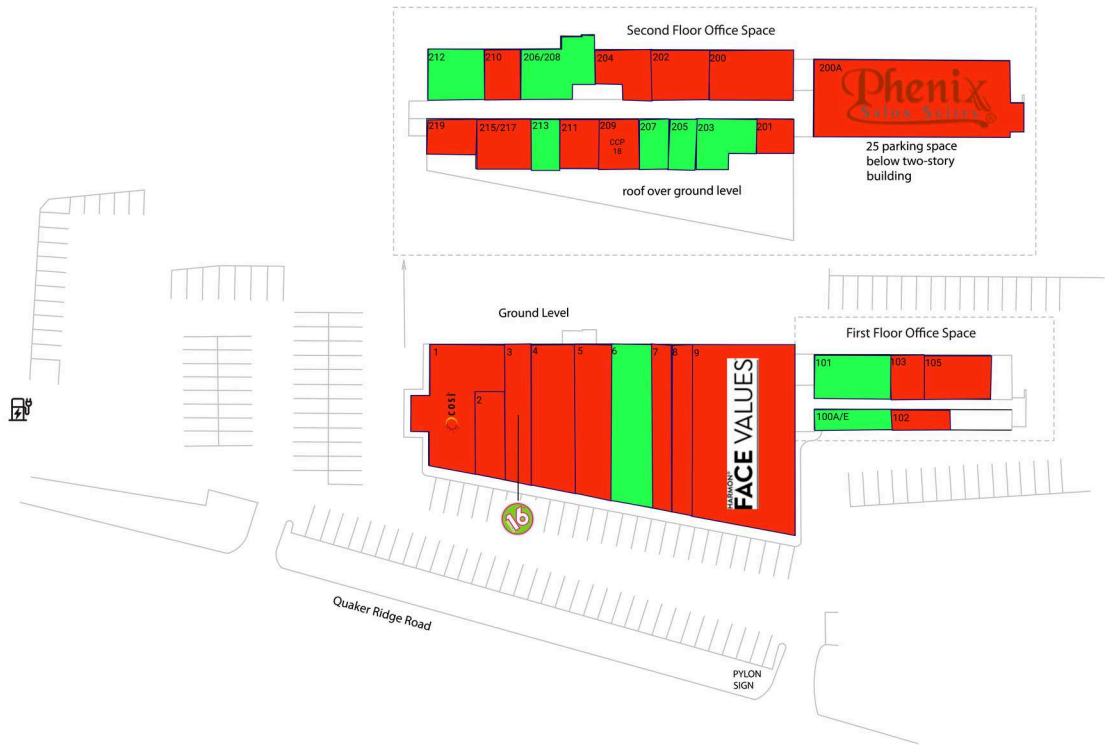 Second Floor Office Space
212
210
206/208
204
202
200
200A
Phenix
Salon Suites®
219
215/217
213
211
209
CCP
18
207
205
203
201
25 parking space
below two-story
building
roof over ground level
Ground Level
First Floor Office Space
1
2
3
4
5
6
7
8
9
cosi
HARMON®
FACE VALUES
101
103
105
100A/E
102
16
Quaker Ridge Road
PYLON
SIGN